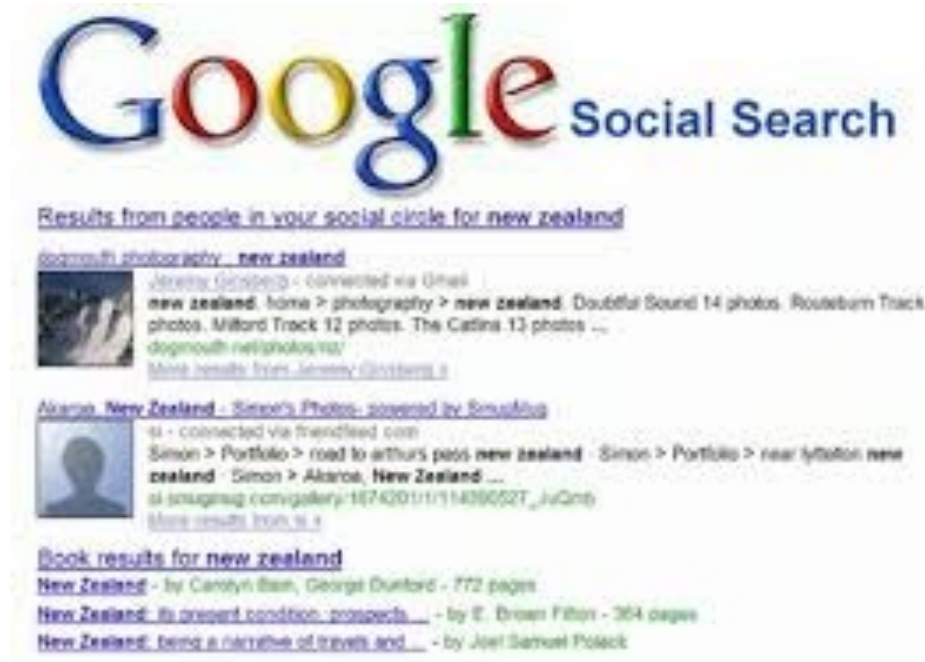 Google Social Search
Results from people in your social circle for new zealand
dogmouth photography : new zealand
Jeremy Ginsberg - connected via Gmail
new zealand. home > photography > new zealand. Doubtful Sound 14 photos. Routeburn Track
photos. Milford Track 12 photos. The Catlins 13 photos ...
dogmouth.net/photos/nz/
More results from Jeremy Ginsberg »
Akaroa, New Zealand - Simon's Photos- powered by SmugMug
si - connected via friendfeed.com
Simon > Portfolio > road to arthurs pass new zealand · Simon > Portfolio > near lyttelton new
zealand · Simon > Akaroa, New Zealand ...
More results from si »
Book results for new zealand
New Zealand - by Carolyn Bain, George Dunford - 772 pages
New Zealand: its present condition, prospects ... - by E. Brown Fitton - 364 pages
New Zealand: being a narrative of travels and ... - by Joel Samuel Polack